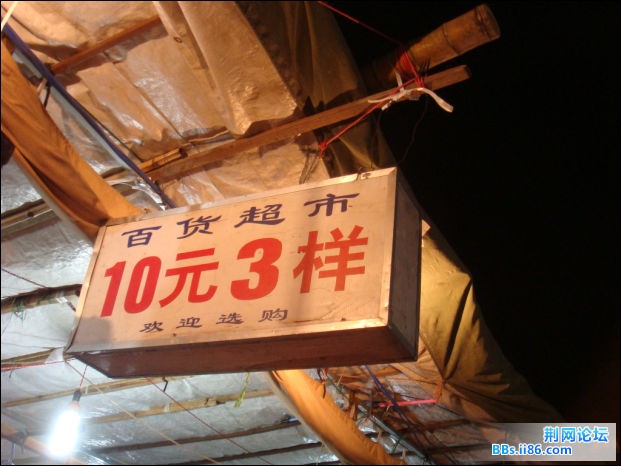 百货超市
10元3样
欢迎选购
荆网论坛
BBs.ii86.com